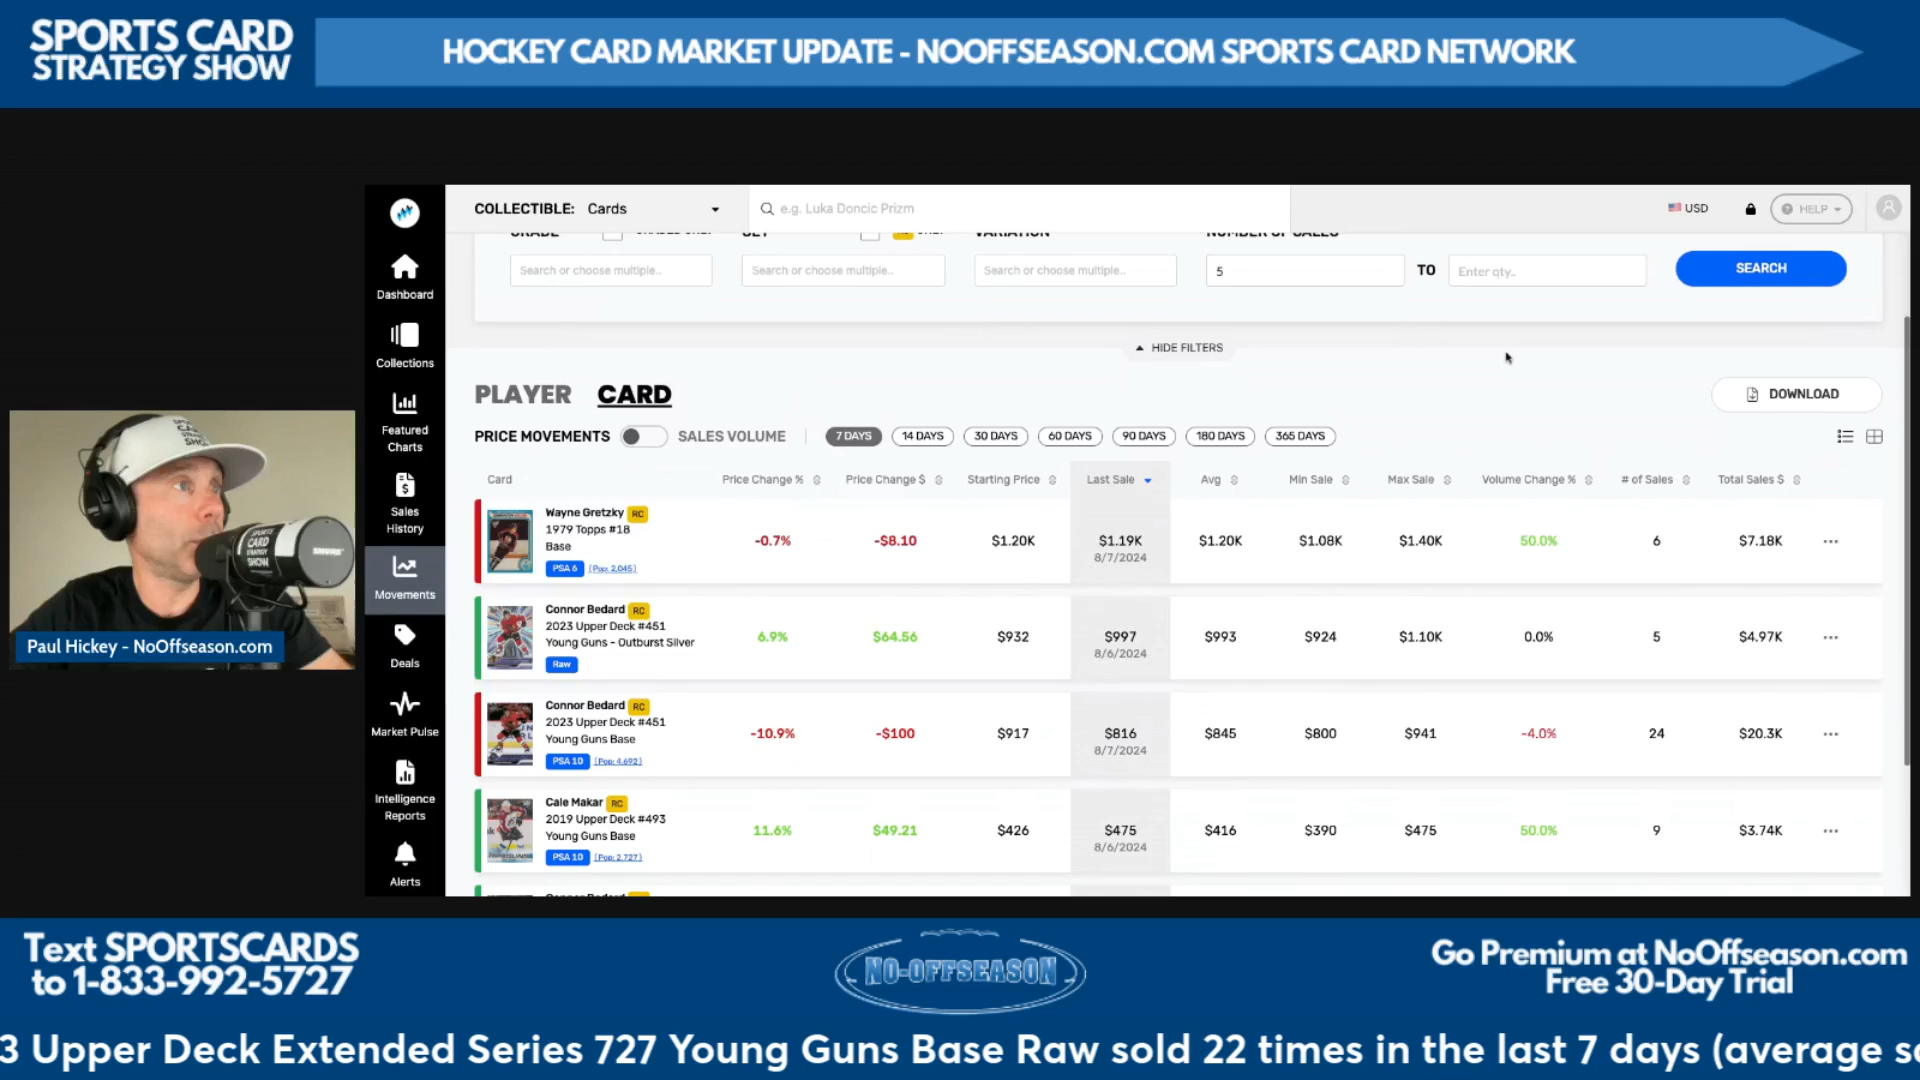 SPORTS CARD
STRATEGY SHOW
HOCKEY CARD MARKET UPDATE - NOOFFSEASON.COM SPORTS CARD NETWORK
COLLECTIBLE: Cards
e.g. Luka Doncic Prizm
USD
HELP
GRADE
SET
VARIATION
NUMBER OF SALES
Search or choose multiple..
Search or choose multiple..
Search or choose multiple..
5
TO
Enter qty..
SEARCH
HIDE FILTERS
PLAYER CARD
DOWNLOAD
PRICE MOVEMENTS SALES VOLUME
7 DAYS 14 DAYS 30 DAYS 60 DAYS 90 DAYS 180 DAYS 365 DAYS
Card Price Change % Price Change $ Starting Price Last Sale Avg Min Sale Max Sale Volume Change % # of Sales Total Sales $
Wayne Gretzky RC
1979 Topps #18
Base
PSA 6 (Pop: 2,045)
-0.7% -$8.10 $1.20K $1.19K $1.20K $1.08K $1.40K 50.0% 6 $7.18K
8/7/2024
Connor Bedard RC
2023 Upper Deck #451
Young Guns - Outburst Silver
Raw
6.9% $64.56 $932 $997 $993 $924 $1.10K 0.0% 5 $4.97K
8/6/2024
Connor Bedard RC
2023 Upper Deck #451
Young Guns Base
PSA 10 (Pop: 4,692)
-10.9% -$100 $917 $816 $845 $800 $941 -4.0% 24 $20.3K
8/7/2024
Cale Makar RC
2019 Upper Deck #493
Young Guns Base
PSA 10 (Pop: 2,727)
11.6% $49.21 $426 $475 $416 $390 $475 50.0% 9 $3.74K
8/6/2024
Connor Bedard
Dashboard
Collections
Featured
Charts
Sales
History
Movements
Deals
Market Pulse
Intelligence
Reports
Alerts
SPORTS
CARD
STRATEGY
SHOW
SHURE
Paul Hickey - NoOffseason.com
Text SPORTSCARDS
to 1-833-992-5727
NO-OFFSEASON
Go Premium at NoOffseason.com
Free 30-Day Trial
3 Upper Deck Extended Series 727 Young Guns Base Raw sold 22 times in the last 7 days (average s